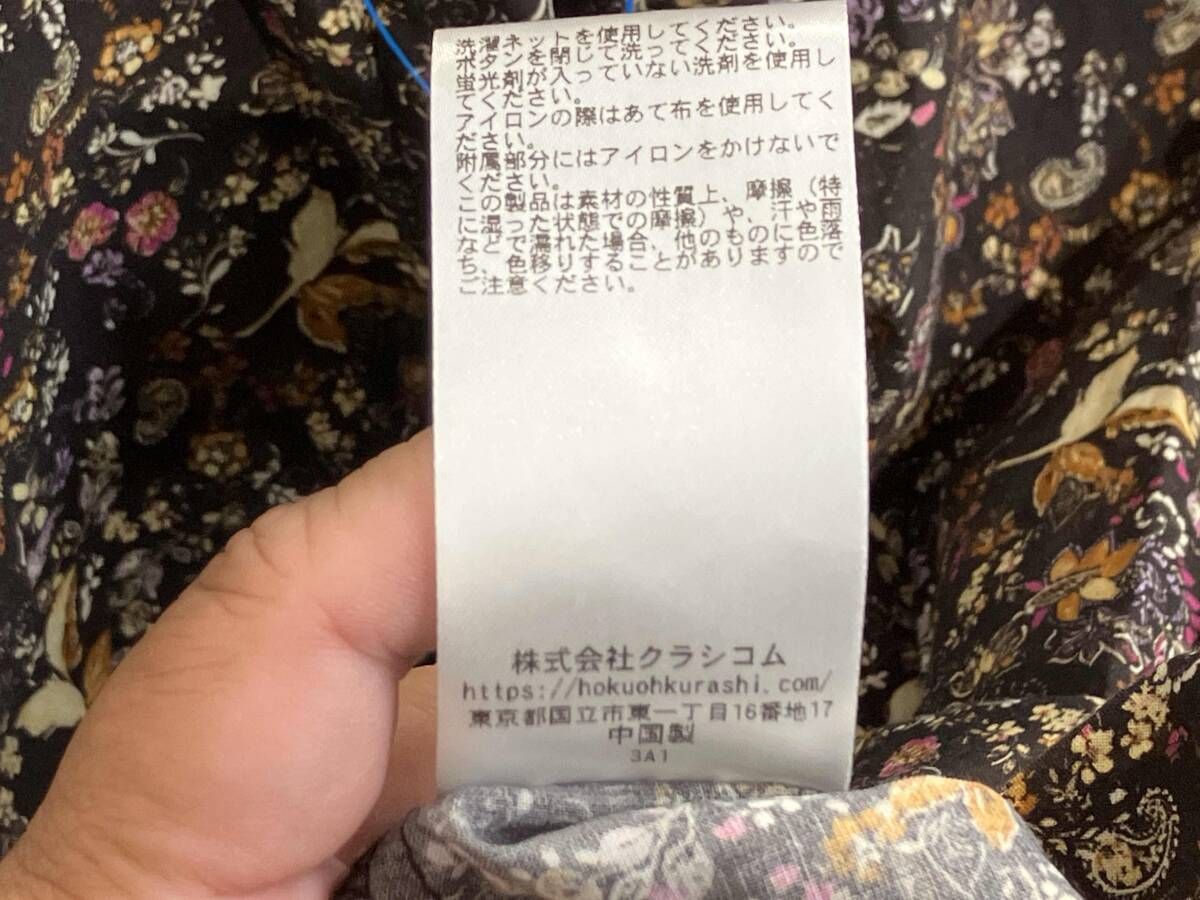 洗濯ネットを使用してください。
ボタンを閉じて洗ってください。
蛍光剤が入っていない洗剤を使用し
てください。
アイロンの際はあて布を使用してく
ださい。
附属部分にはアイロンをかけないで
ください。
この製品は素材の性質上、摩擦（特
に湿った状態での摩擦）や、汗や雨
などで濡れた場合、他のものに色落
ち、色移りすることがありますので
ご注意ください。
株式会社クラシコム
https://hokuohkurashi.com/
東京都国立市東一丁目16番地17
中国製
3A1